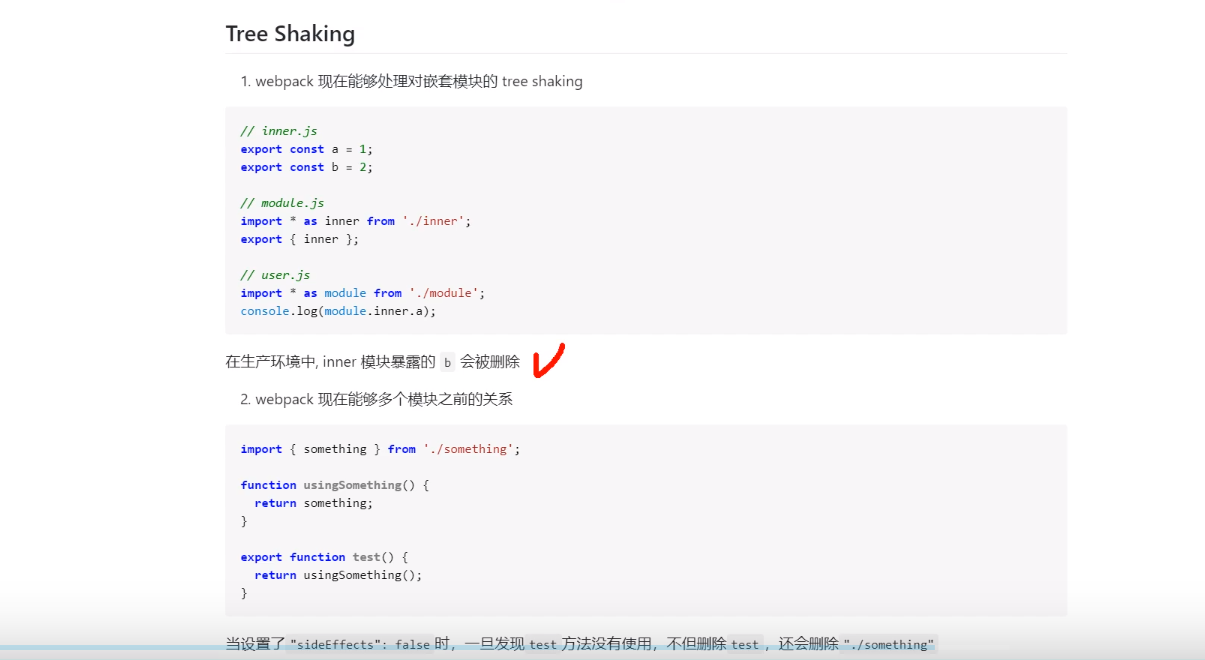 Tree Shaking
1. webpack 现在能够处理对嵌套模块的 tree shaking
// inner.js
export const a = 1;
export const b = 2;
// module.js
import * as inner from './inner';
export { inner };
// user.js
import * as module from './module';
console.log(module.inner.a);
在生产环境中, inner 模块暴露的 b 会被删除
2. webpack 现在能够多个模块之前的关系
import { something } from './something';
function usingSomething() {
return something;
}
export function test() {
return usingSomething();
}
当设置了 "sideEffects": false 时，一旦发现 test 方法没有使用，不但删除 test ，还会删除 "./something"